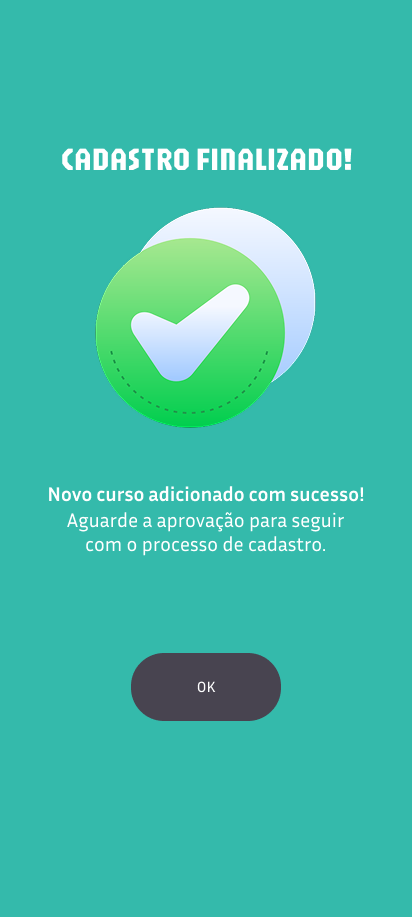 CADASTRO FINALIZADO!
Novo curso adicionado com sucesso!
Aguarde a aprovação para seguir
com o processo de cadastro.
OK